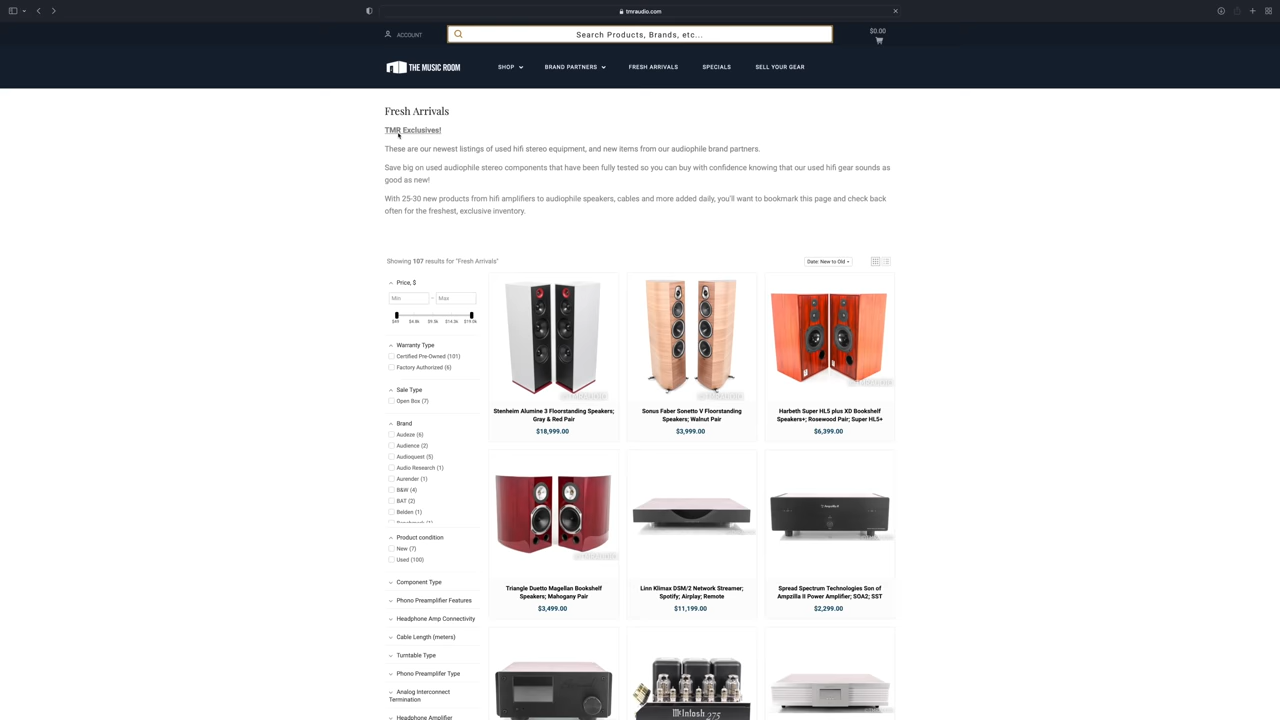 tmraudio.com
ACCOUNT
Search Products, Brands, etc...
$0.00
THE MUSIC ROOM
SHOP
BRAND PARTNERS
FRESH ARRIVALS
SPECIALS
SELL YOUR GEAR
Fresh Arrivals
TMR Exclusives!
These are our newest listings of used hifi stereo equipment, and new items from our audiophile brand partners.
Save big on used audiophile stereo components that have been fully tested so you can buy with confidence knowing that our used hifi gear sounds as
good as new!
With 25-30 new products from hifi amplifiers to audiophile speakers, cables and more added daily, you'll want to bookmark this page and check back
often for the freshest, exclusive inventory.
Showing 107 results for "Fresh Arrivals"
Date: New to Old
Price, $
Min - Max
$49 $4.8k $9.5k $14.3k $19.0k
Warranty Type
Certified Pre-Owned (101)
Factory Authorized (6)
Sale Type
Open Box (7)
Brand
Audeze (6)
Audience (2)
Audioquest (5)
Audio Research (1)
Aurender (1)
B&W (4)
BAT (2)
Belden (1)
Product condition
New (7)
Used (100)
Component Type
Phono Preamplifier Features
Headphone Amp Connectivity
Cable Length (meters)
Turntable Type
Phono Preamplifer Type
Analog Interconnect
Termination
Headphone Amplifier
Stenheim Alumine 3 Floorstanding Speakers;
Gray & Red Pair
$18,999.00
Sonus Faber Sonetto V Floorstanding
Speakers; Walnut Pair
$3,999.00
Harbeth Super HL5 plus XD Bookshelf
Speakers+; Rosewood Pair; Super HL5+
$6,399.00
Triangle Duetto Magellan Bookshelf
Speakers; Mahogany Pair
$3,499.00
Linn Klimax DSM/2 Network Streamer;
Spotify; Airplay; Remote
$11,199.00
Spread Spectrum Technologies Son of
Ampzilla II Power Amplifier; SOA2; SST
$2,299.00
McIntosh 275